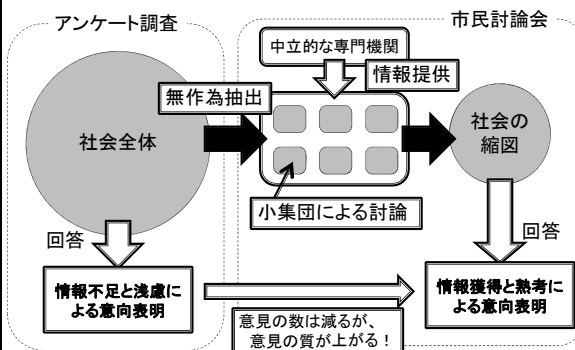 アンケート調査
市民討論会
中立的な専門機関
情報提供
無作為抽出
社会全体
社会の
縮図
小集団による討論
回答
回答
情報不足と浅慮に
よる意向表明
情報獲得と熟考
による意向表明
意見の数は減るが、
意見の質が上がる！